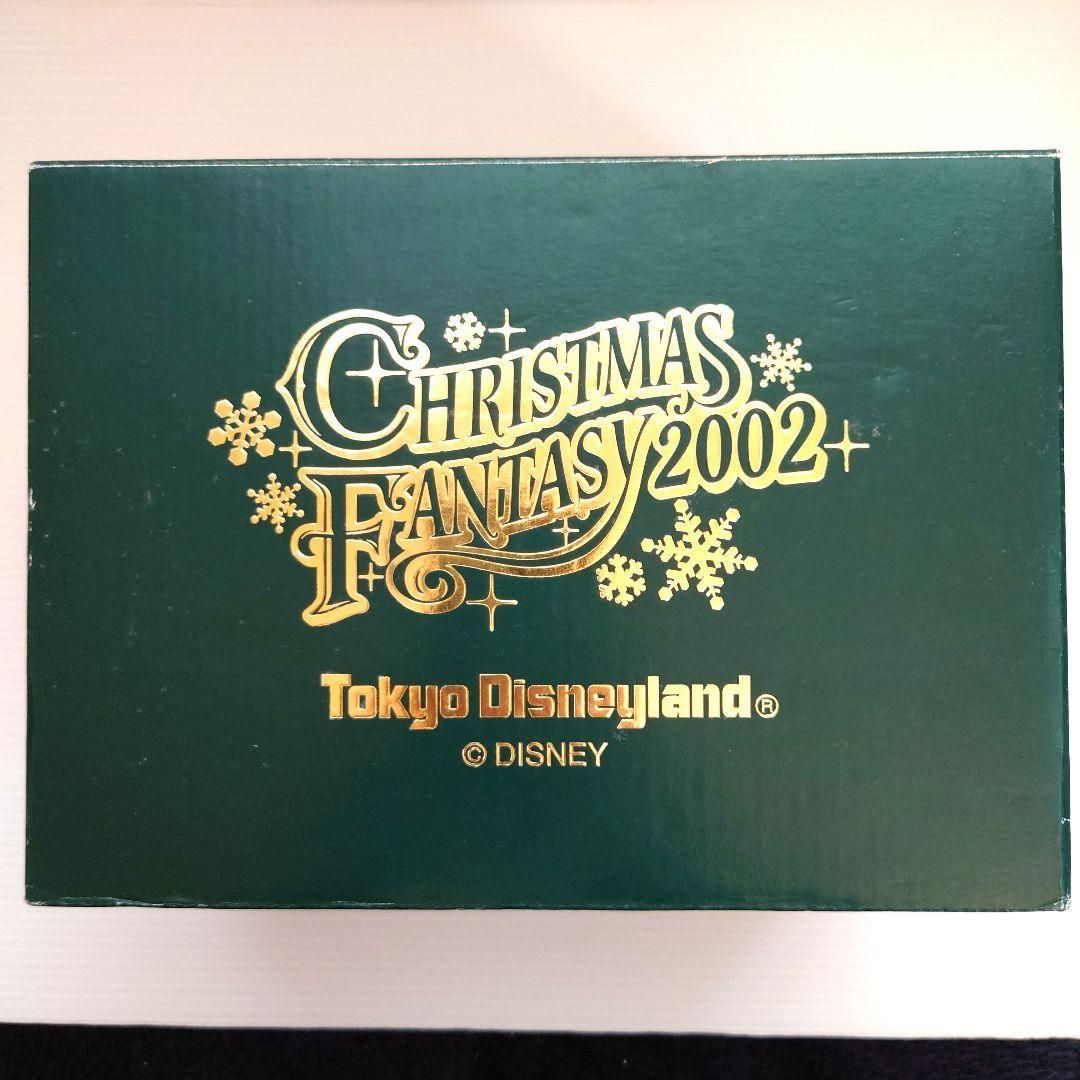 CHRISTMAS
FANTASY 2002
Tokyo Disneyland®
© DISNEY